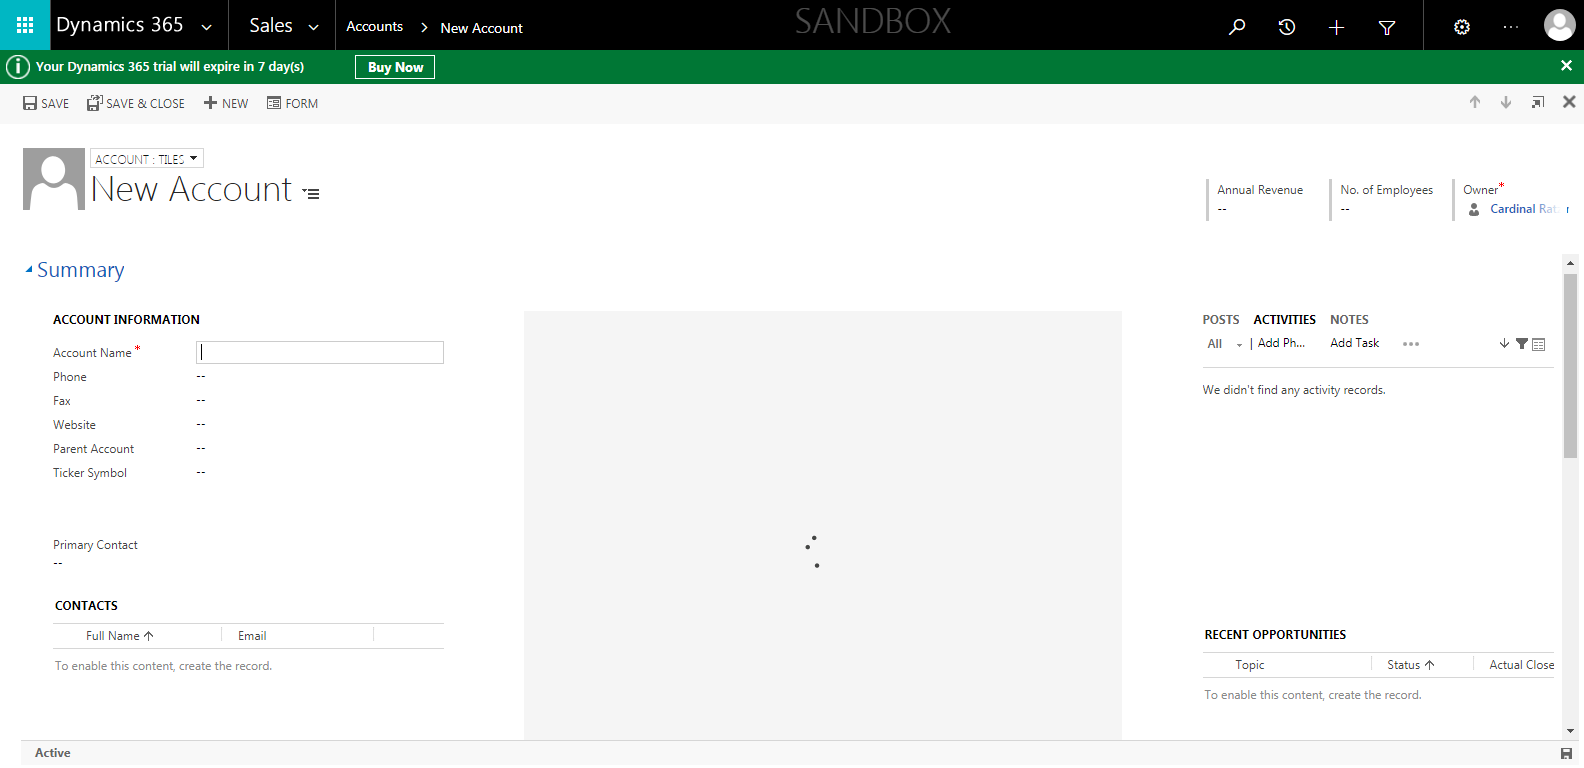 Dynamics 365 Sales Accounts > New Account SANDBOX
Your Dynamics 365 trial will expire in 7 day(s) Buy Now
SAVE SAVE & CLOSE NEW FORM
ACCOUNT : TILES
New Account
Annual Revenue
--
No. of Employees
--
Owner*
Cardinal
Summary
ACCOUNT INFORMATION
Account Name *
Phone --
Fax --
Website --
Parent Account --
Ticker Symbol --
Primary Contact
--
CONTACTS
Full Name Email
To enable this content, create the record.
POSTS ACTIVITIES NOTES
All | Add Ph... Add Task ...
We didn't find any activity records.
RECENT OPPORTUNITIES
Topic Status Actual Close
To enable this content, create the record.
Active